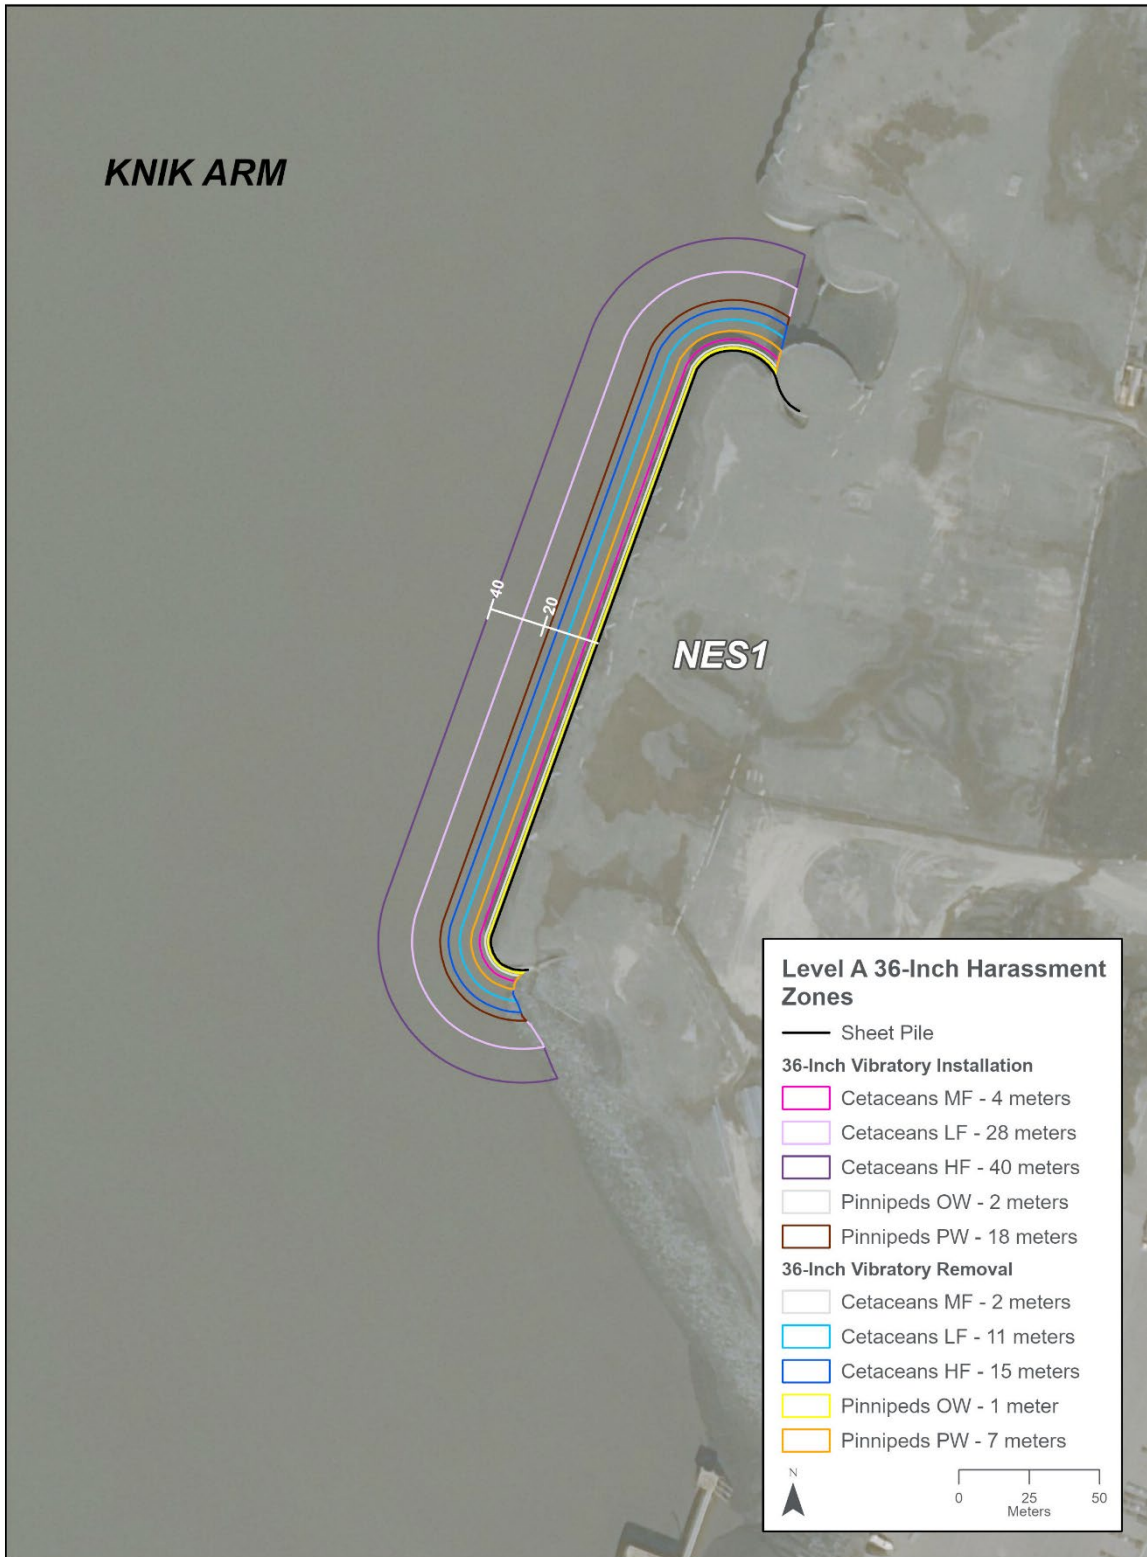 KNIK ARM
40
20
NES1
Level A 36-Inch Harassment
Zones
Sheet Pile
36-Inch Vibratory Installation
Cetaceans MF - 4 meters
Cetaceans LF - 28 meters
Cetaceans HF - 40 meters
Pinnipeds OW - 2 meters
Pinnipeds PW - 18 meters
36-Inch Vibratory Removal
Cetaceans MF - 2 meters
Cetaceans LF - 11 meters
Cetaceans HF - 15 meters
Pinnipeds OW - 1 meter
Pinnipeds PW - 7 meters
N
0 25 50
Meters